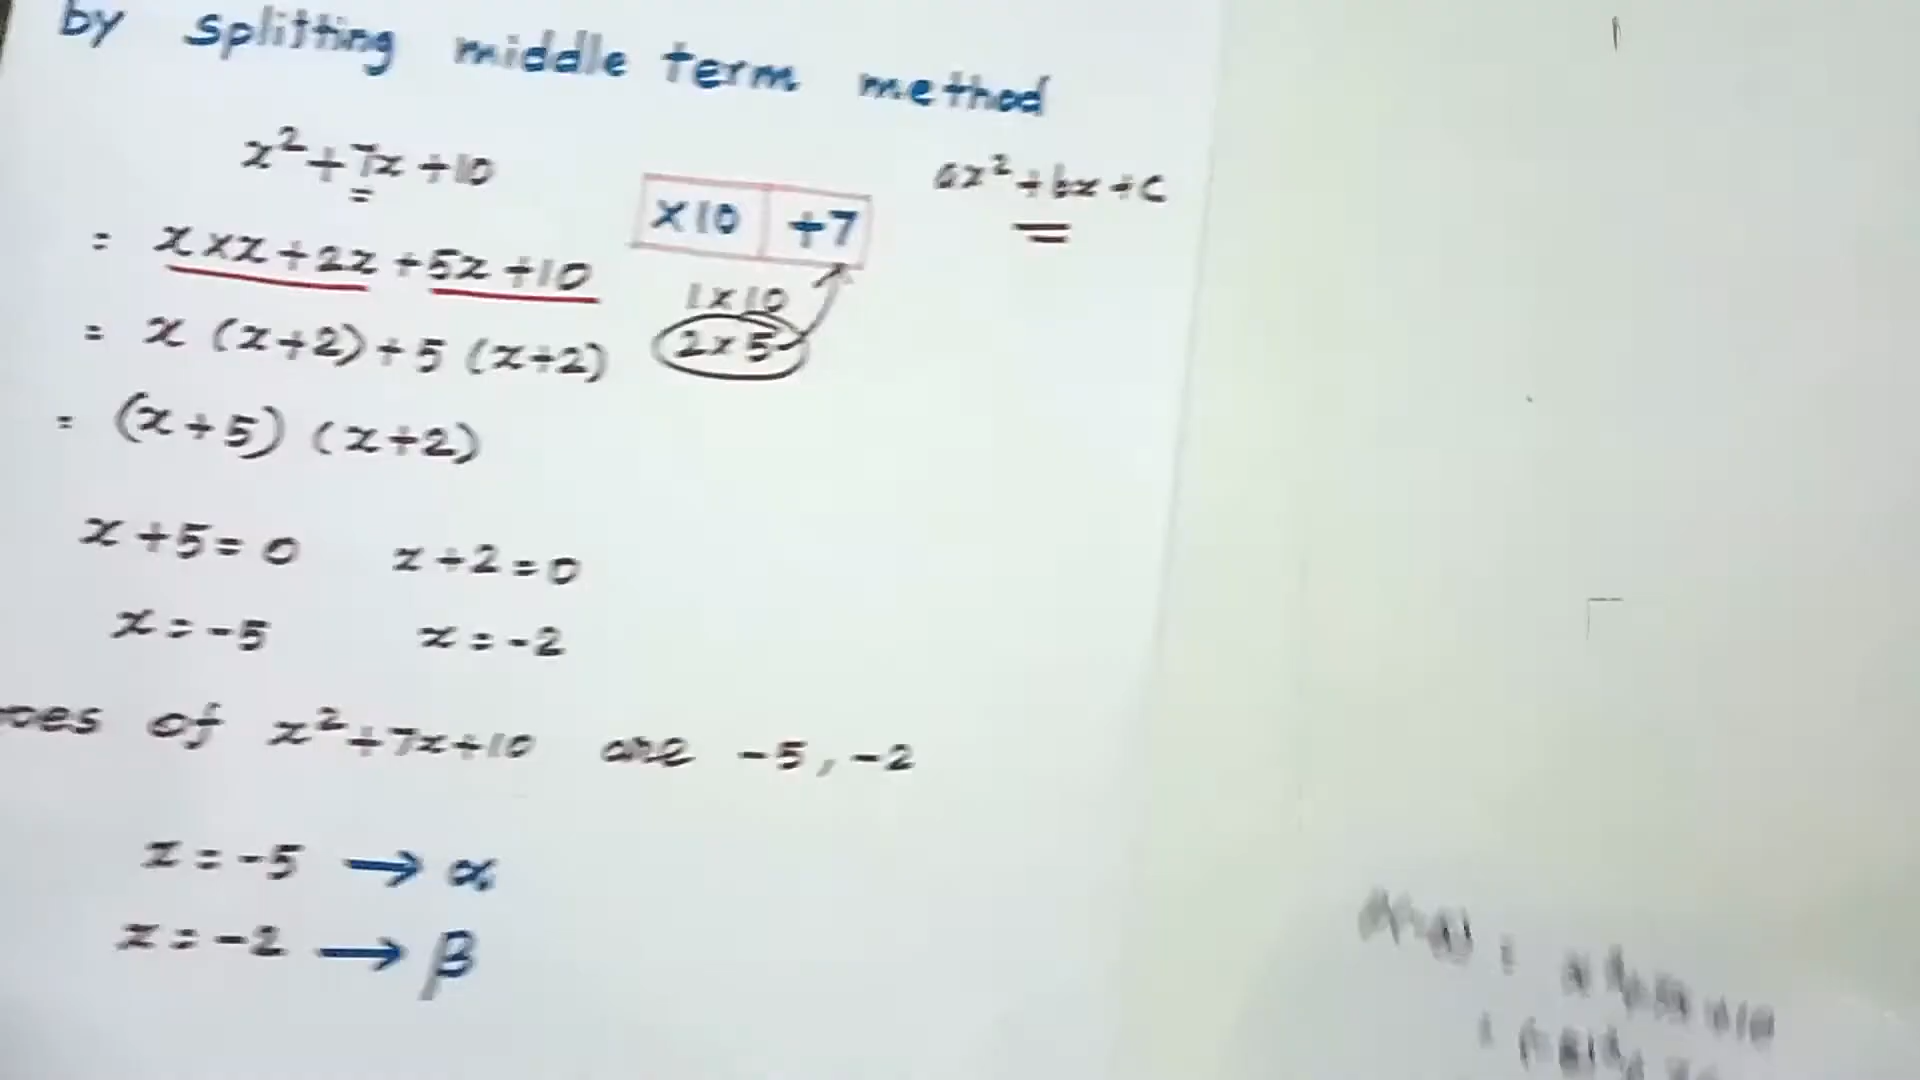 by splitting middle term method
x²+7x+10
ax²+bx+c
×10 +7
= x×x+2x+5x+10
1×10
= x (x+2)+5 (x+2)
2×5
= (x+5) (x+2)
x+5=0 x+2=0
x=-5 x=-2
of x²+7x+10 are -5,-2
x=-5 → α
x=-2 → β